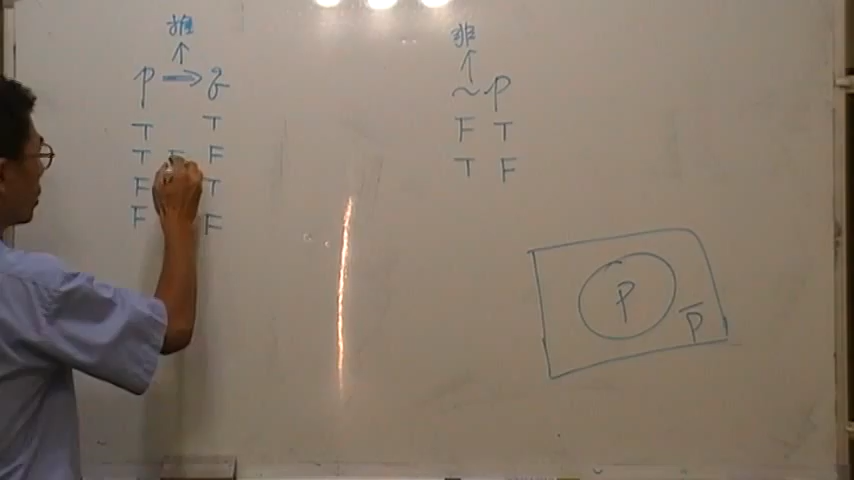 推
↑
p → q
T T
T F F
F T
F F
非
↑
~p
F T
T F
P
P̅